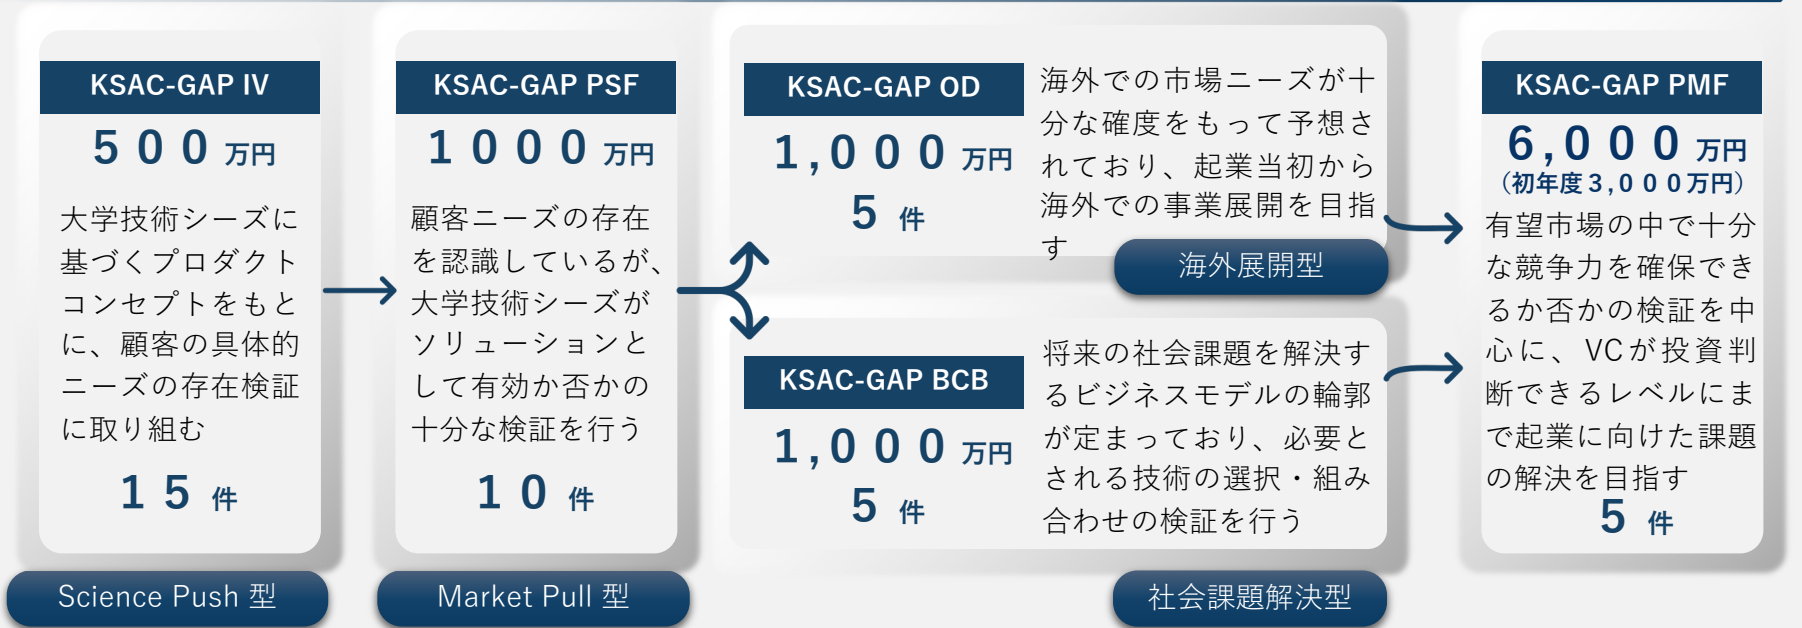 KSAC-GAP IV
５００万円
大学技術シーズに
基づくプロダクト
コンセプトをもと
に、顧客の具体的
ニーズの存在検証
に取り組む
１５ 件
Science Push 型
KSAC-GAP PSF
１０００万円
顧客ニーズの存在
を認識しているが、
大学技術シーズが
ソリューションと
して有効か否かの
十分な検証を行う
１０ 件
Market Pull 型
KSAC-GAP OD
１,０００万円
５ 件
海外での市場ニーズが十
分な確度をもって予想さ
れており、起業当初から
海外での事業展開を目指
す
海外展開型
KSAC-GAP BCB
１,０００万円
５ 件
将来の社会課題を解決す
るビジネスモデルの輪郭
が定まっており、必要と
される技術の選択・組み
合わせの検証を行う
社会課題解決型
KSAC-GAP PMF
６,０００万円
（初年度３,０００万円）
有望市場の中で十分
な競争力を確保でき
るか否かの検証を中
心に、VCが投資判
断できるレベルにま
で起業に向けた課題
の解決を目指す
５ 件